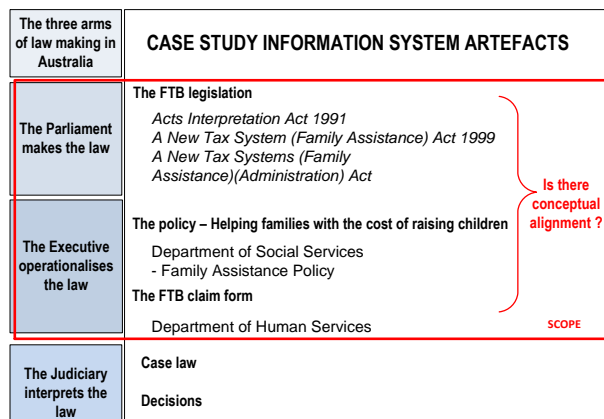 The three arms
of law making in
Australia
CASE STUDY INFORMATION SYSTEM ARTEFACTS
The Parliament
makes the law
The FTB legislation
Acts Interpretation Act 1991
A New Tax System (Family Assistance) Act 1999
A New Tax Systems (Family
Assistance)(Administration) Act
Is there
conceptual
alignment ?
The Executive
operationalises
the law
The policy – Helping families with the cost of raising children
Department of Social Services
- Family Assistance Policy
The FTB claim form
Department of Human Services
SCOPE
The Judiciary
interprets the
law
Case law
Decisions